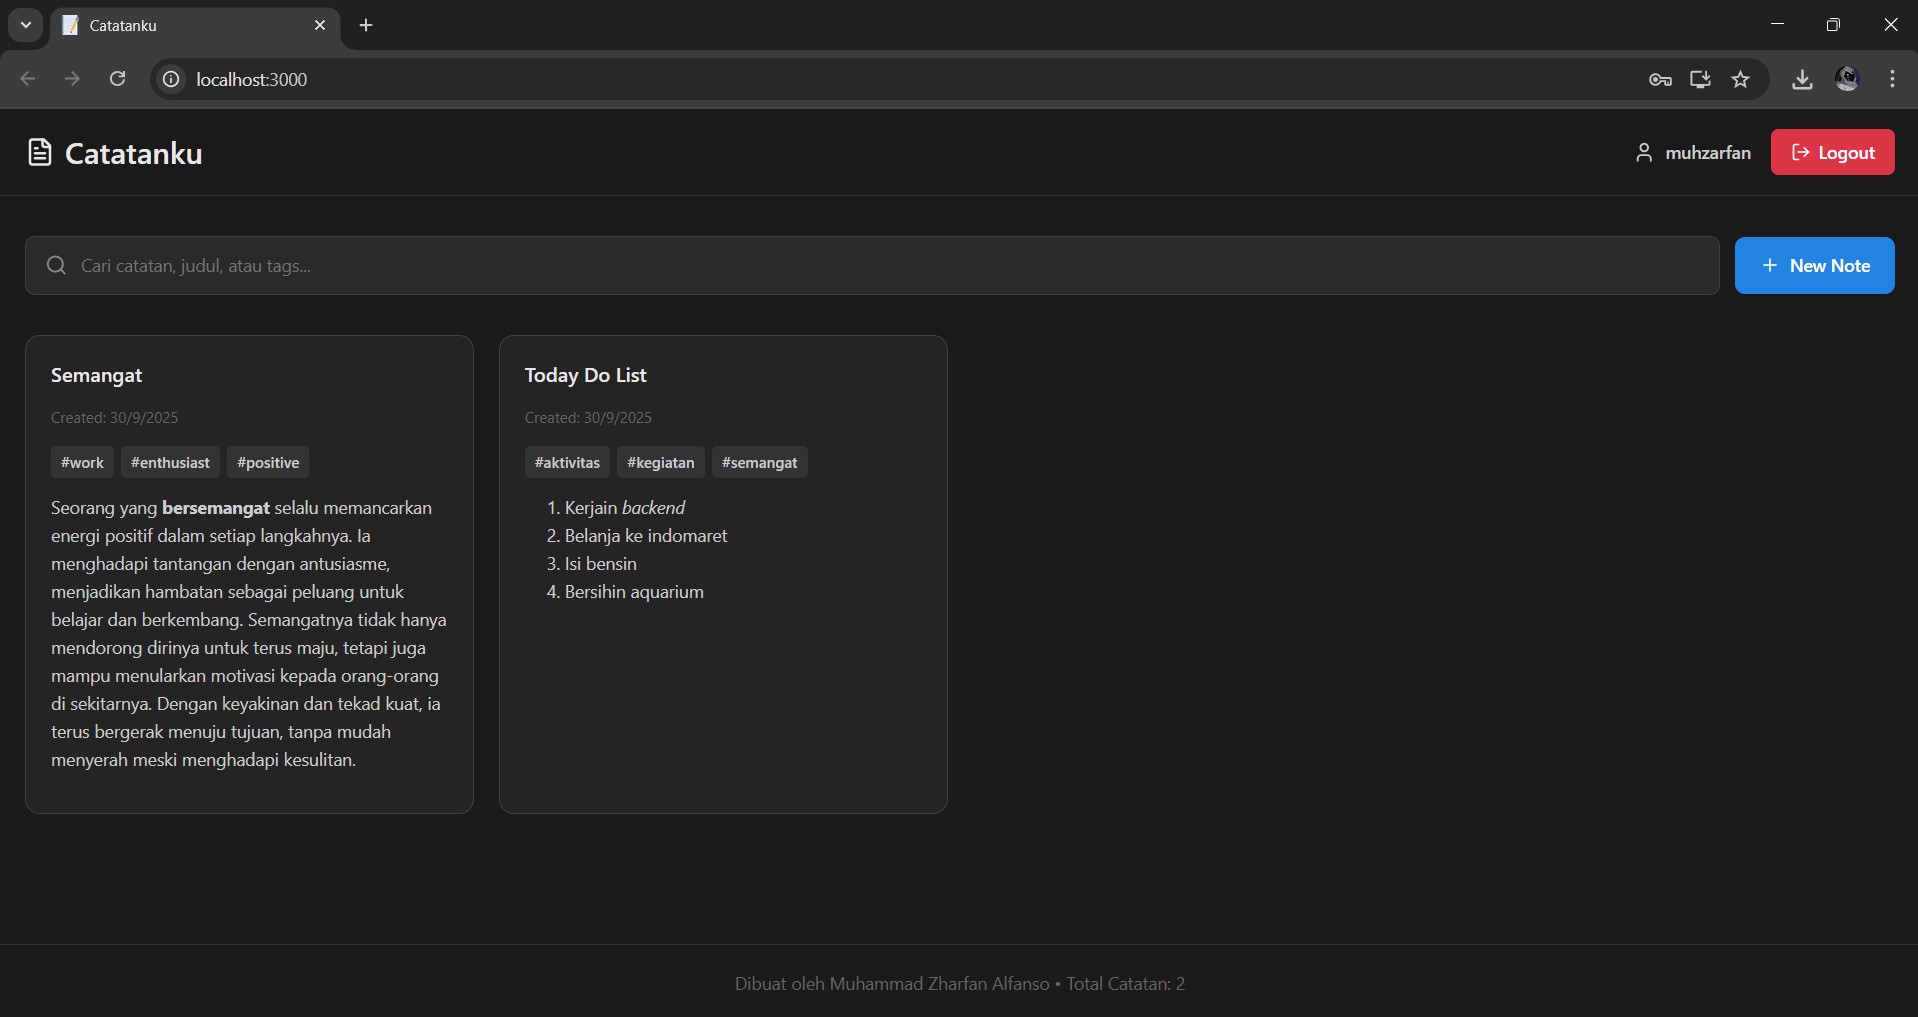 Catatanku
localhost:3000
Catatanku
muhzarfan
Logout
Cari catatan, judul, atau tags...
New Note
Semangat
Created: 30/9/2025
#work #enthusiast #positive
Seorang yang bersemangat selalu memancarkan
energi positif dalam setiap langkahnya. Ia
menghadapi tantangan dengan antusiasme,
menjadikan hambatan sebagai peluang untuk
belajar dan berkembang. Semangatnya tidak hanya
mendorong dirinya untuk terus maju, tetapi juga
mampu menularkan motivasi kepada orang-orang
di sekitarnya. Dengan keyakinan dan tekad kuat, ia
terus bergerak menuju tujuan, tanpa mudah
menyerah meski menghadapi kesulitan.
Today Do List
Created: 30/9/2025
#aktivitas #kegiatan #semangat
1. Kerjain backend
2. Belanja ke indomaret
3. Isi bensin
4. Bersihin aquarium
Dibuat oleh Muhammad Zharfan Alfanso • Total Catatan: 2